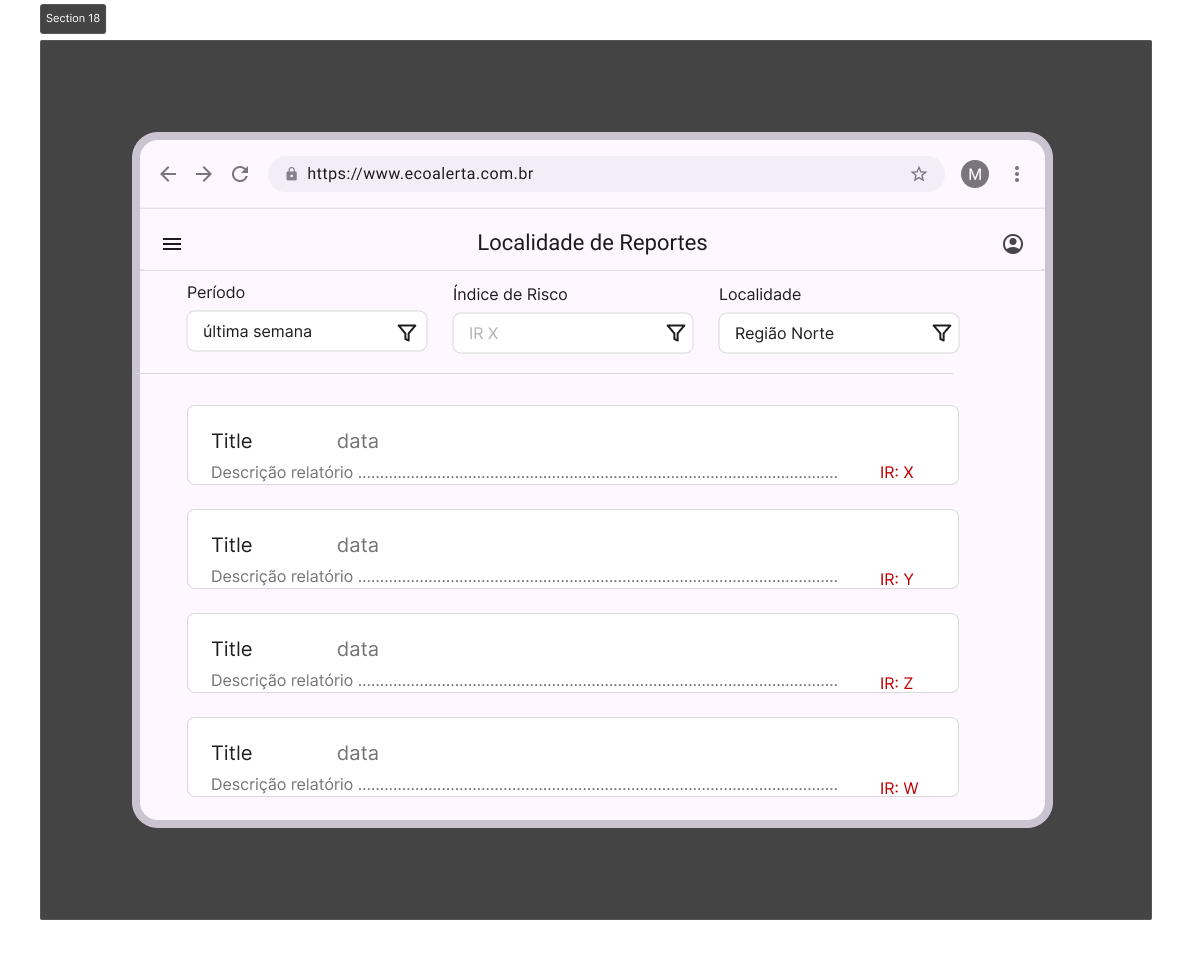 Section 18
https://www.ecoalerta.com.br
M
Localidade de Reportes
Período
Índice de Risco
Localidade
última semana
IR X
Região Norte
Title data
Descrição relatório ............................................................................................................
IR: X
Title data
Descrição relatório ............................................................................................................
IR: Y
Title data
Descrição relatório ............................................................................................................
IR: Z
Title data
Descrição relatório ............................................................................................................
IR: W